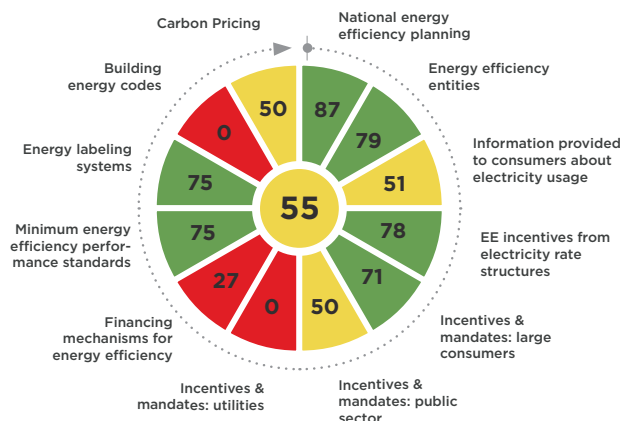 National energy
efficiency planning
87
Energy efficiency
entities
79
Information provided
to consumers about
electricity usage
51
EE incentives from
electricity rate
structures
78
Incentives &
mandates: large
consumers
71
Incentives &
mandates: public
sector
50
Incentives &
mandates: utilities
0
Financing
mechanisms for
energy efficiency
27
Minimum energy
efficiency perfor-
mance standards
75
Energy labeling
systems
75
Building
energy codes
0
Carbon Pricing
50
55